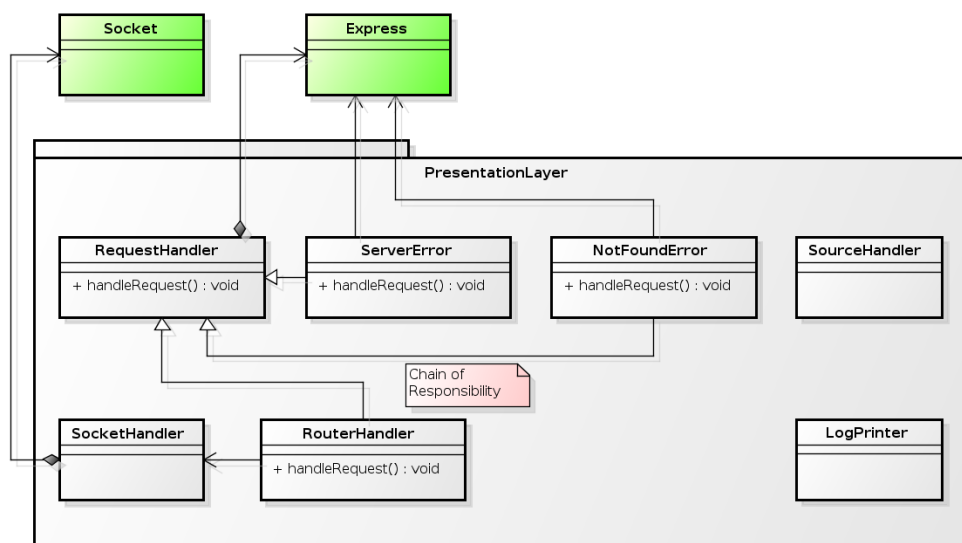 Socket
Express
PresentationLayer
RequestHandler
+ handleRequest() : void
ServerError
+ handleRequest() : void
NotFoundError
+ handleRequest() : void
SourceHandler
Chain of
Responsibility
SocketHandler
RouterHandler
+ handleRequest() : void
LogPrinter